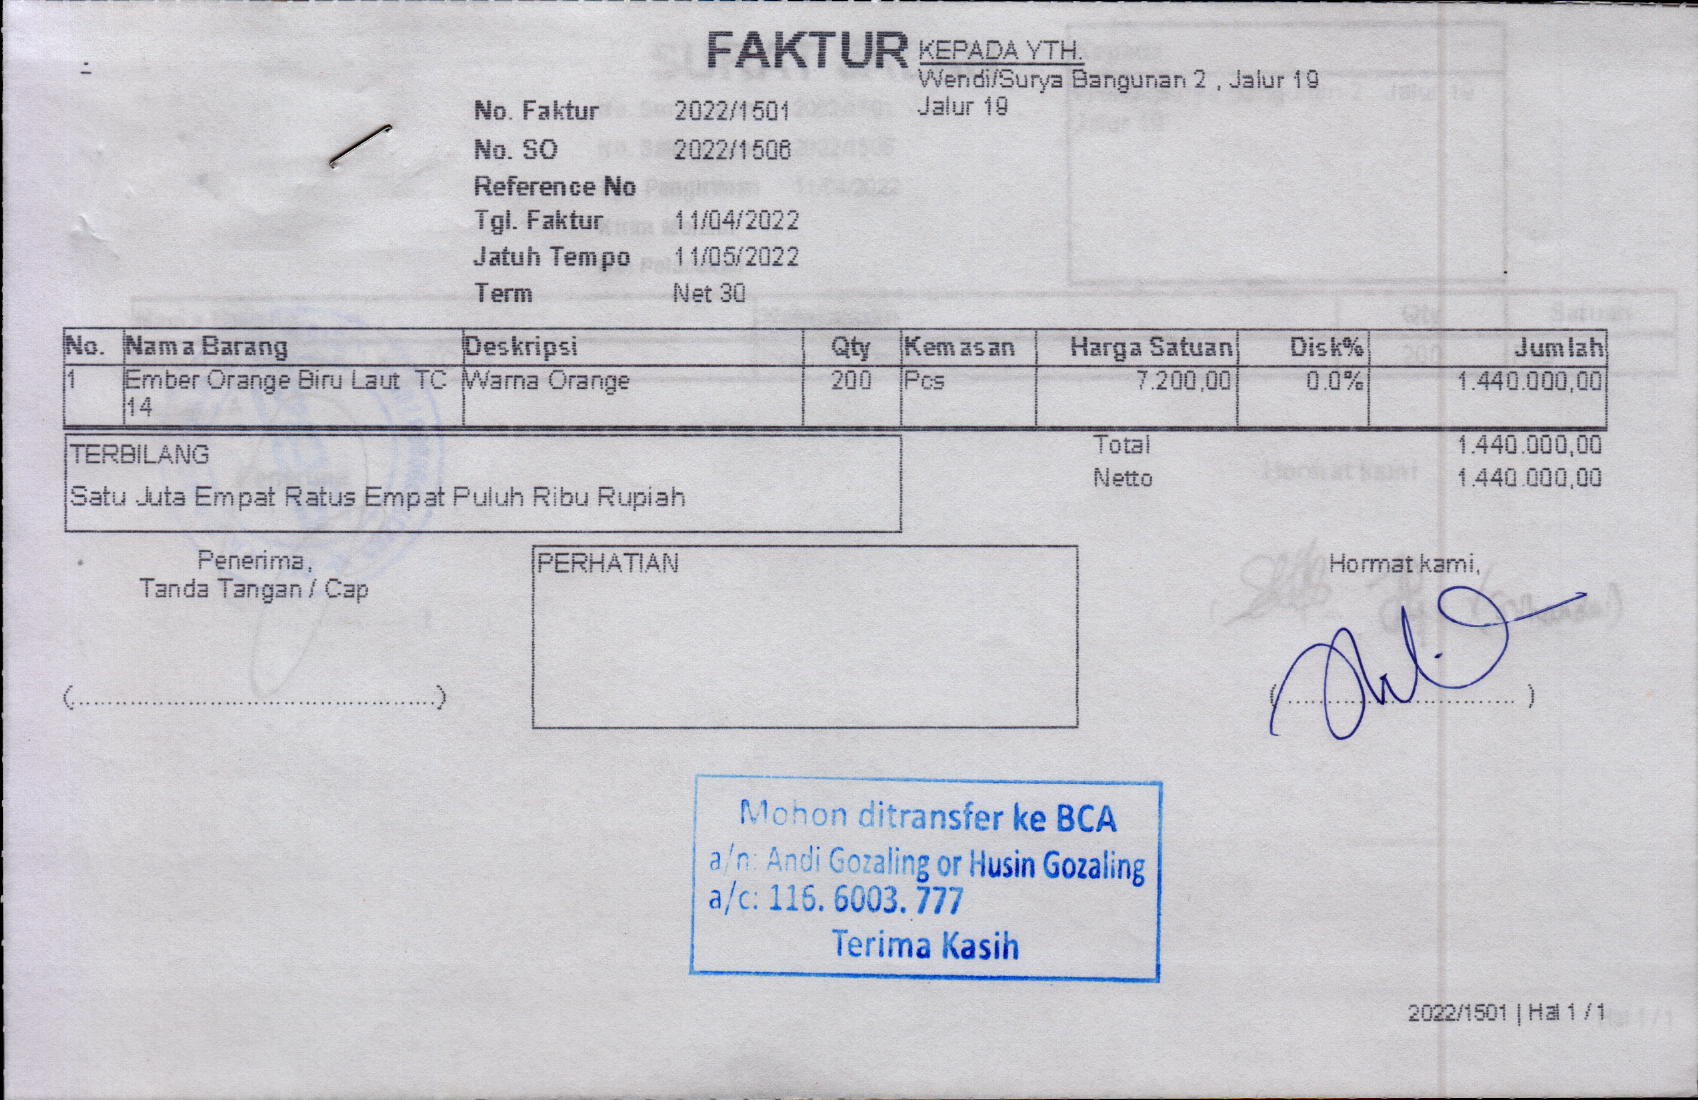 FAKTUR
KEPADA YTH.
Wendi/Surya Bangunan 2 , Jalur 19
Jalur 19
No. Faktur 2022/1501
No. SO 2022/1506
Reference No
Tgl. Faktur 11/04/2022
Jatuh Tempo 11/05/2022
Term Net 30
No. Nama Barang Deskripsi Qty Kemasan Harga Satuan Disk% Jumlah
1 Ember Orange Biru Laut TC Warna Orange 200 Pcs 7.200,00 0.0% 1.440.000,00
14
TERBILANG
Satu Juta Empat Ratus Empat Puluh Ribu Rupiah
Total 1.440.000,00
Netto 1.440.000,00
Penerima,
Tanda Tangan / Cap
(................................................)
PERHATIAN
Hormat kami,
(.............................. )
Mohon ditransfer ke BCA
a/n: Andi Gozaling or Husin Gozaling
a/c: 116. 6003. 777
Terima Kasih
2022/1501 | Hal 1 / 1